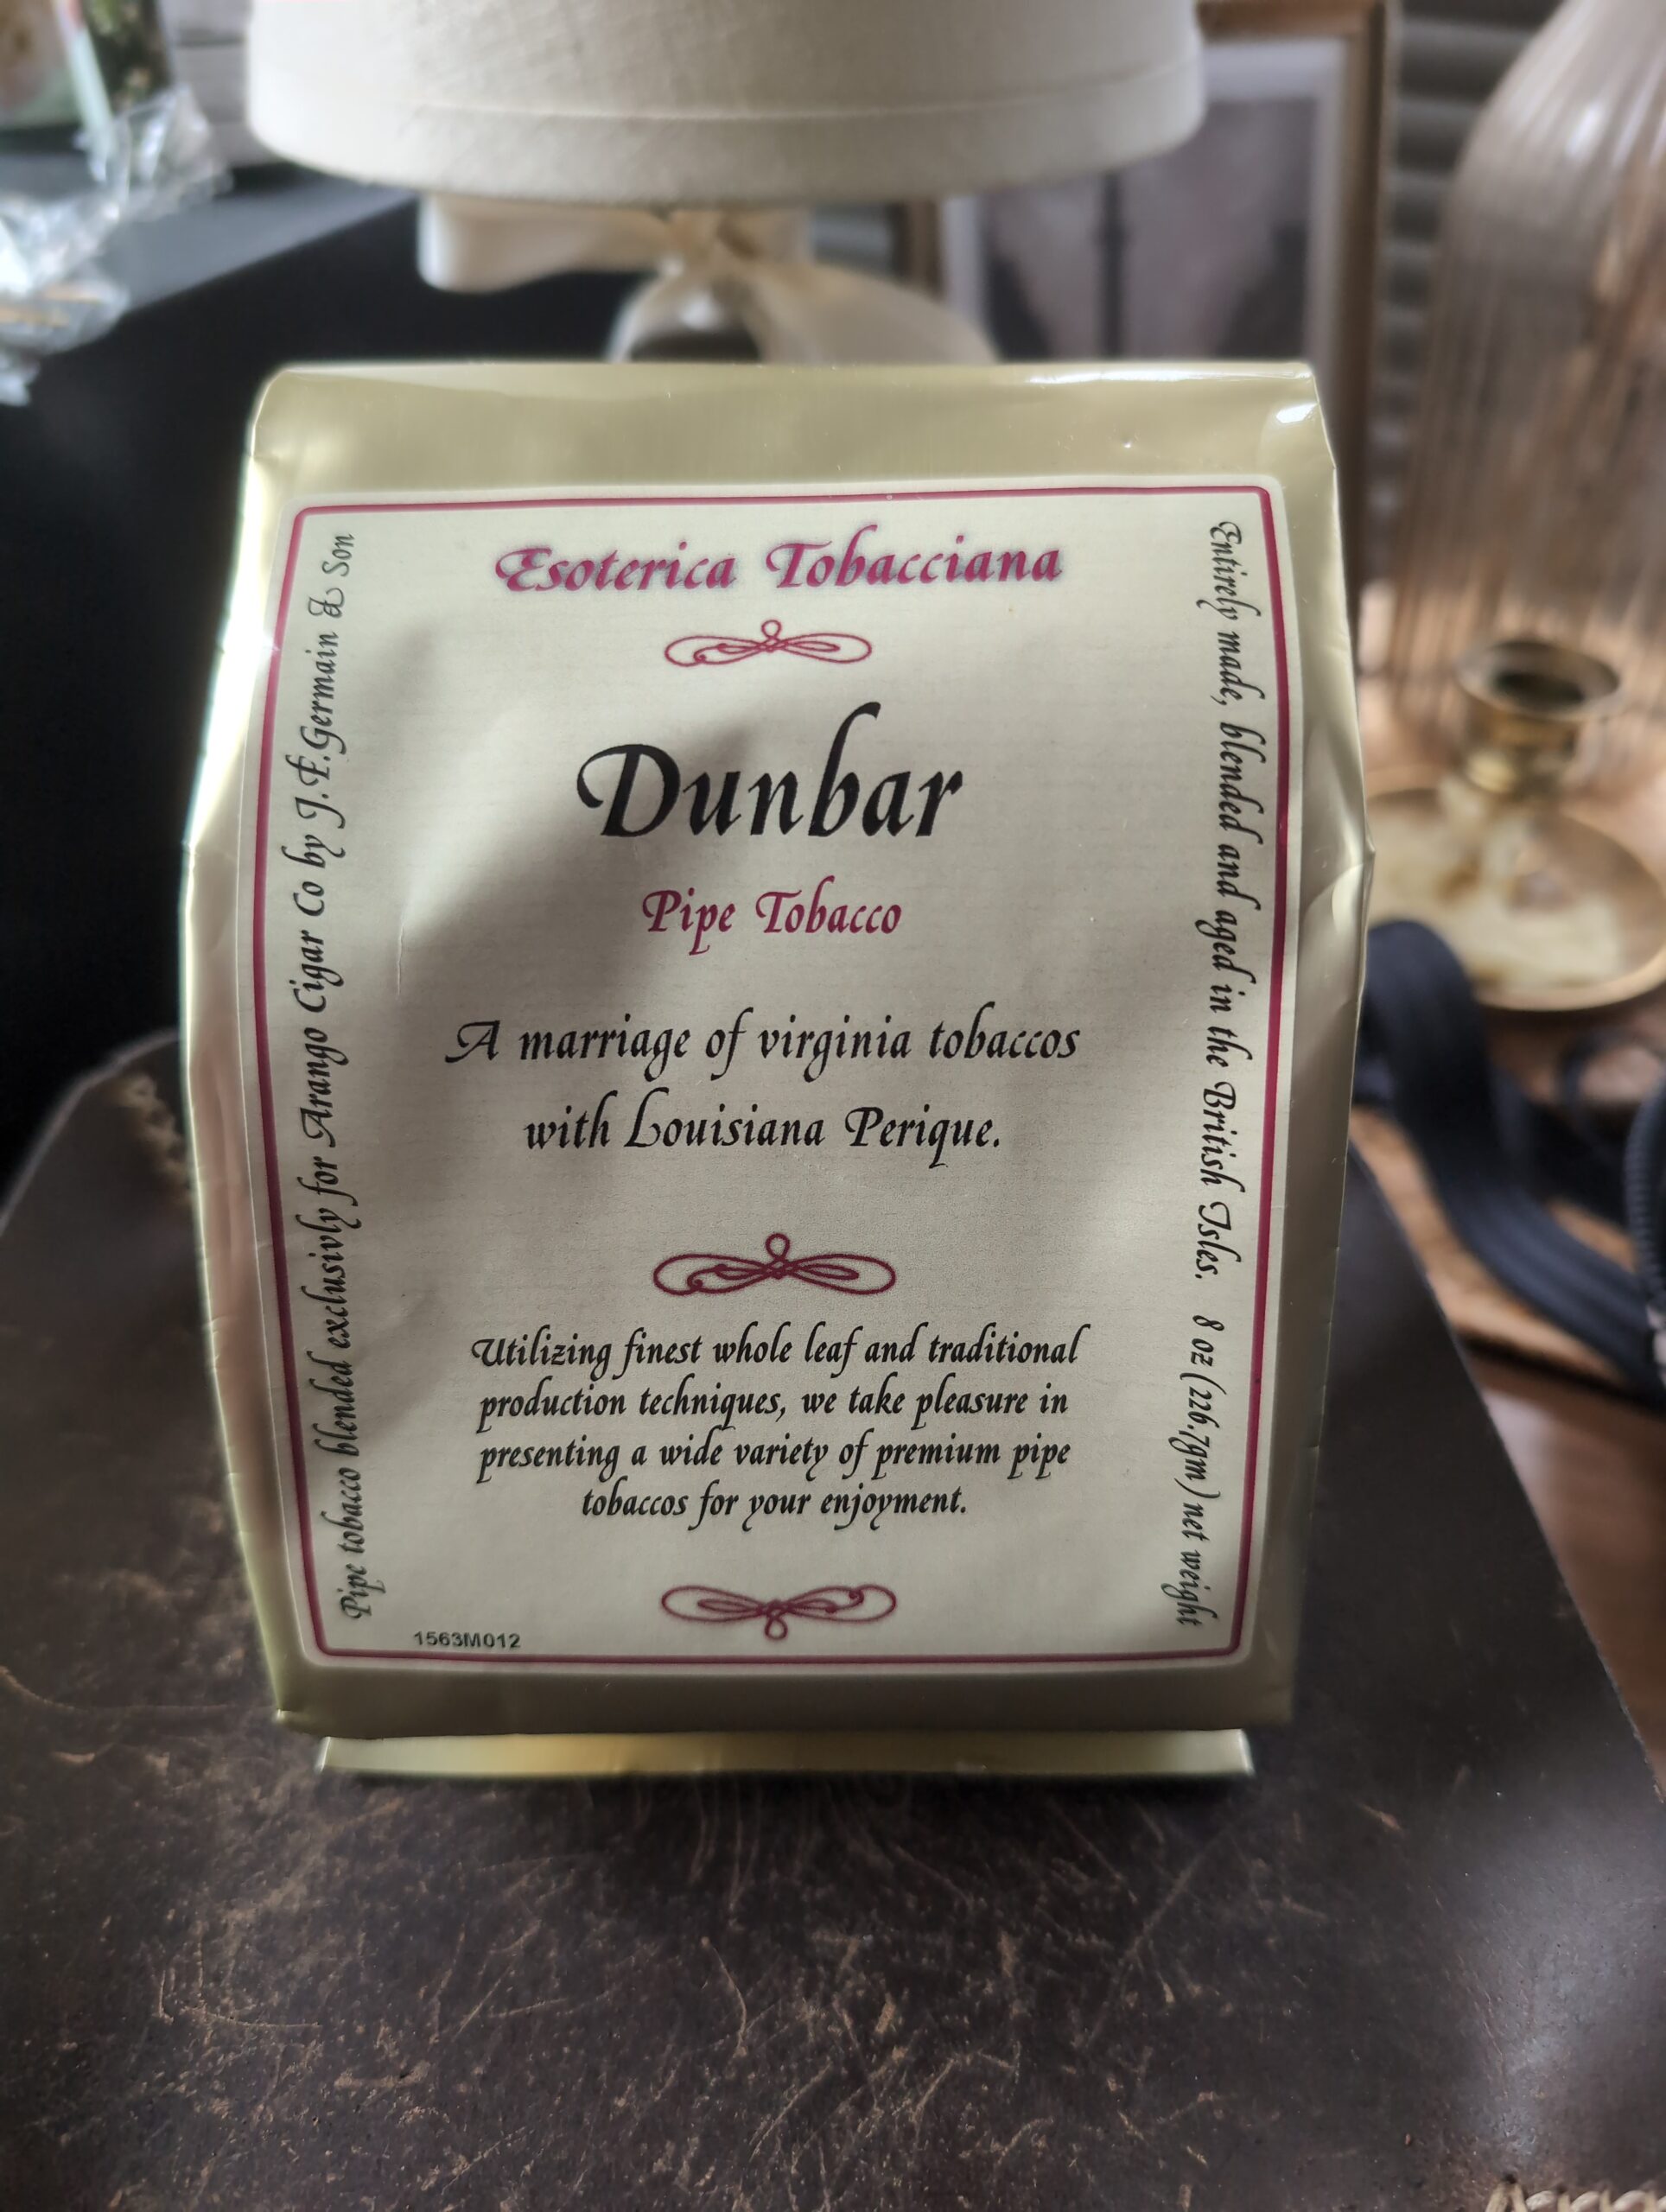 Esoterica Tobacciana
Dunbar
Pipe Tobacco
A marriage of virginia tobaccos
with Louisiana Perique.
Utilizing finest whole leaf and traditional
production techniques, we take pleasure in
presenting a wide variety of premium pipe
tobaccos for your enjoyment.
1563M012
Pipe tobacco blended exclusivly for Arango Cigar Co by J.F.Germain & Son
Entirely made, blended and aged in the British Isles. 8 oz (226,7gm) net weight